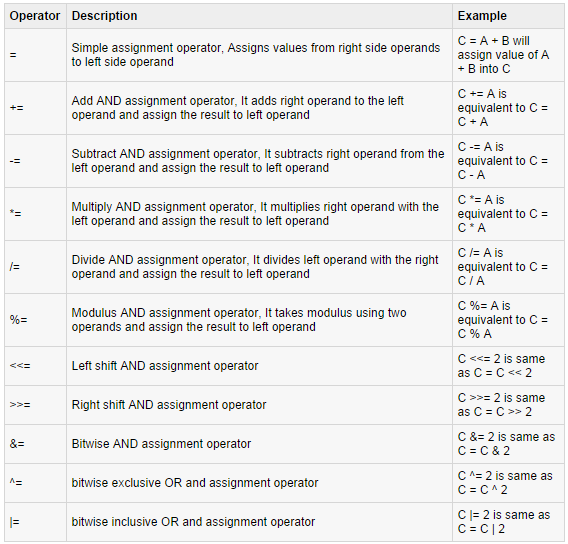 Operator Description Example
= Simple assignment operator, Assigns values from right side operands to left side operand C = A + B will assign value of A + B into C
+= Add AND assignment operator, It adds right operand to the left operand and assign the result to left operand C += A is equivalent to C = C + A
-= Subtract AND assignment operator, It subtracts right operand from the left operand and assign the result to left operand C -= A is equivalent to C = C - A
*= Multiply AND assignment operator, It multiplies right operand with the left operand and assign the result to left operand C *= A is equivalent to C = C * A
/= Divide AND assignment operator, It divides left operand with the right operand and assign the result to left operand C /= A is equivalent to C = C / A
%= Modulus AND assignment operator, It takes modulus using two operands and assign the result to left operand C %= A is equivalent to C = C % A
<<= Left shift AND assignment operator C <<= 2 is same as C = C << 2
>>= Right shift AND assignment operator C >>= 2 is same as C = C >> 2
&= Bitwise AND assignment operator C &= 2 is same as C = C & 2
^= bitwise exclusive OR and assignment operator C ^= 2 is same as C = C ^ 2
|= bitwise inclusive OR and assignment operator C |= 2 is same as C = C | 2